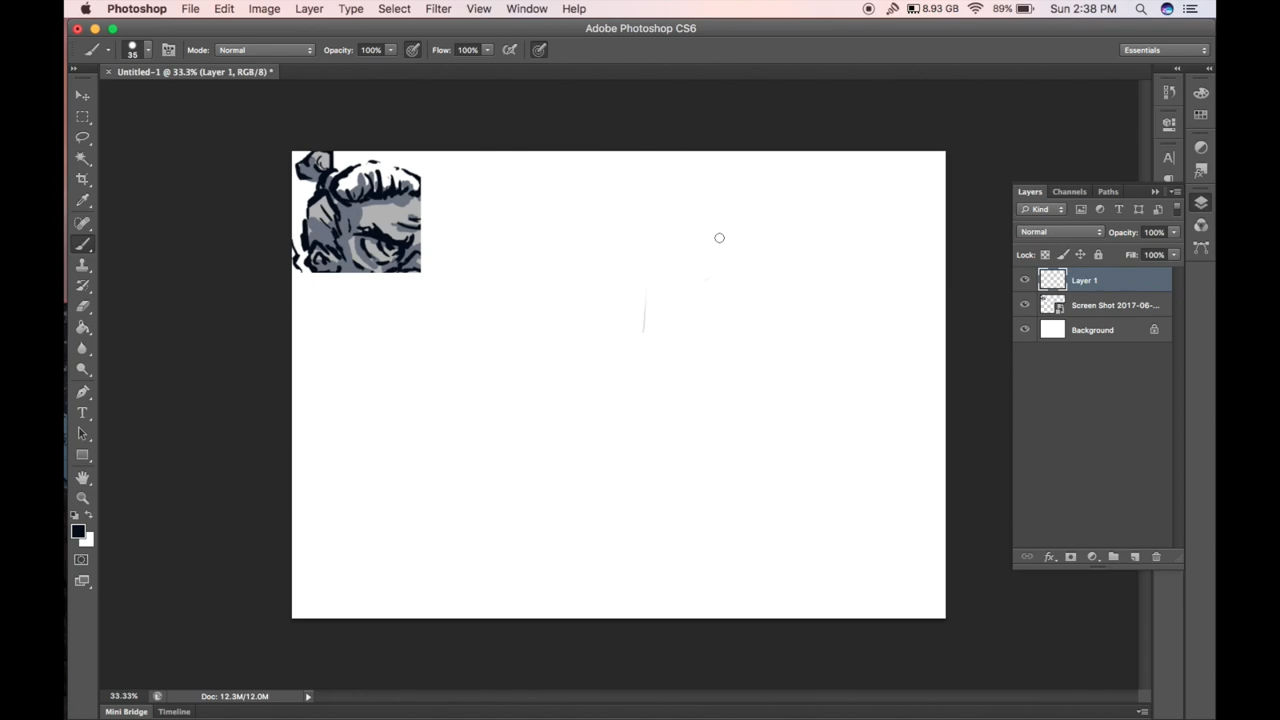 Photoshop File Edit Image Layer Type Select Filter View Window Help 8.93 GB 89% Sun 2:38 PM
Adobe Photoshop CS6
35 Mode: Normal Opacity: 100% Flow: 100% Essentials
× Untitled-1 @ 33.3% (Layer 1, RGB/8) *
Layers Channels Paths
Kind
Normal Opacity: 100%
Lock: Fill: 100%
Layer 1
Screen Shot 2017-06-...
Background
33.33% Doc: 12.3M/12.0M
Mini Bridge Timeline